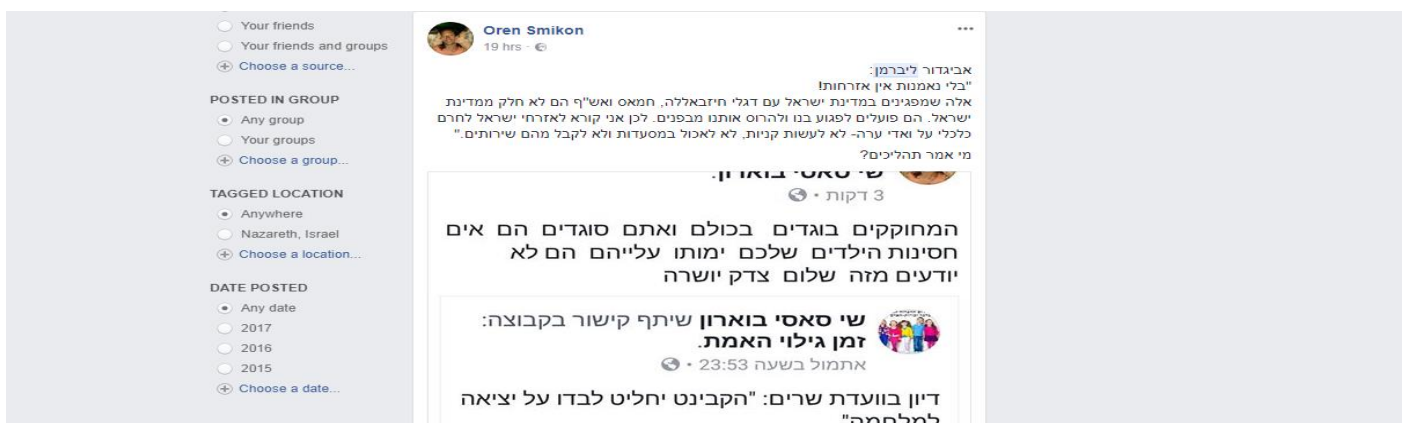 Your friends
Your friends and groups
Choose a source...
POSTED IN GROUP
Any group
Your groups
Choose a group...
TAGGED LOCATION
Anywhere
Nazareth, Israel
Choose a location...
DATE POSTED
Any date
2017
2016
2015
Choose a date...
Oren Smikon
19 hrs ·
אביגדור ליברמן:
"בלי נאמנות אין אזרחות!
אלה שמפגינים במדינת ישראל עם דגלי חיזבאללה, חמאס ואש"ף הם לא חלק ממדינת
ישראל. הם פועלים לפגוע בנו ולהרוס אותנו מבפנים. לכן אני קורא לאזרחי ישראל לחרם
כלכלי על ואדי ערה- לא לעשות קניות, לא לאכול במסעדות ולא לקבל מהם שירותים."
מי אמר תהליכים?
שי סאסי בוארון.
3 דקות ·
המחוקקים בוגדים בכולם ואתם סוגדים הם אים
חסינות הילדים שלכם ימותו עלייהם הם לא
יודעים מזה שלום צדק יושרה
שי סאסי בוארון שיתף קישור בקבוצה:
זמן גילוי האמת.
אתמול בשעה 23:53 ·
דיון בוועדת שרים: "הקבינט יחליט לבדו על יציאה
למלחמה"